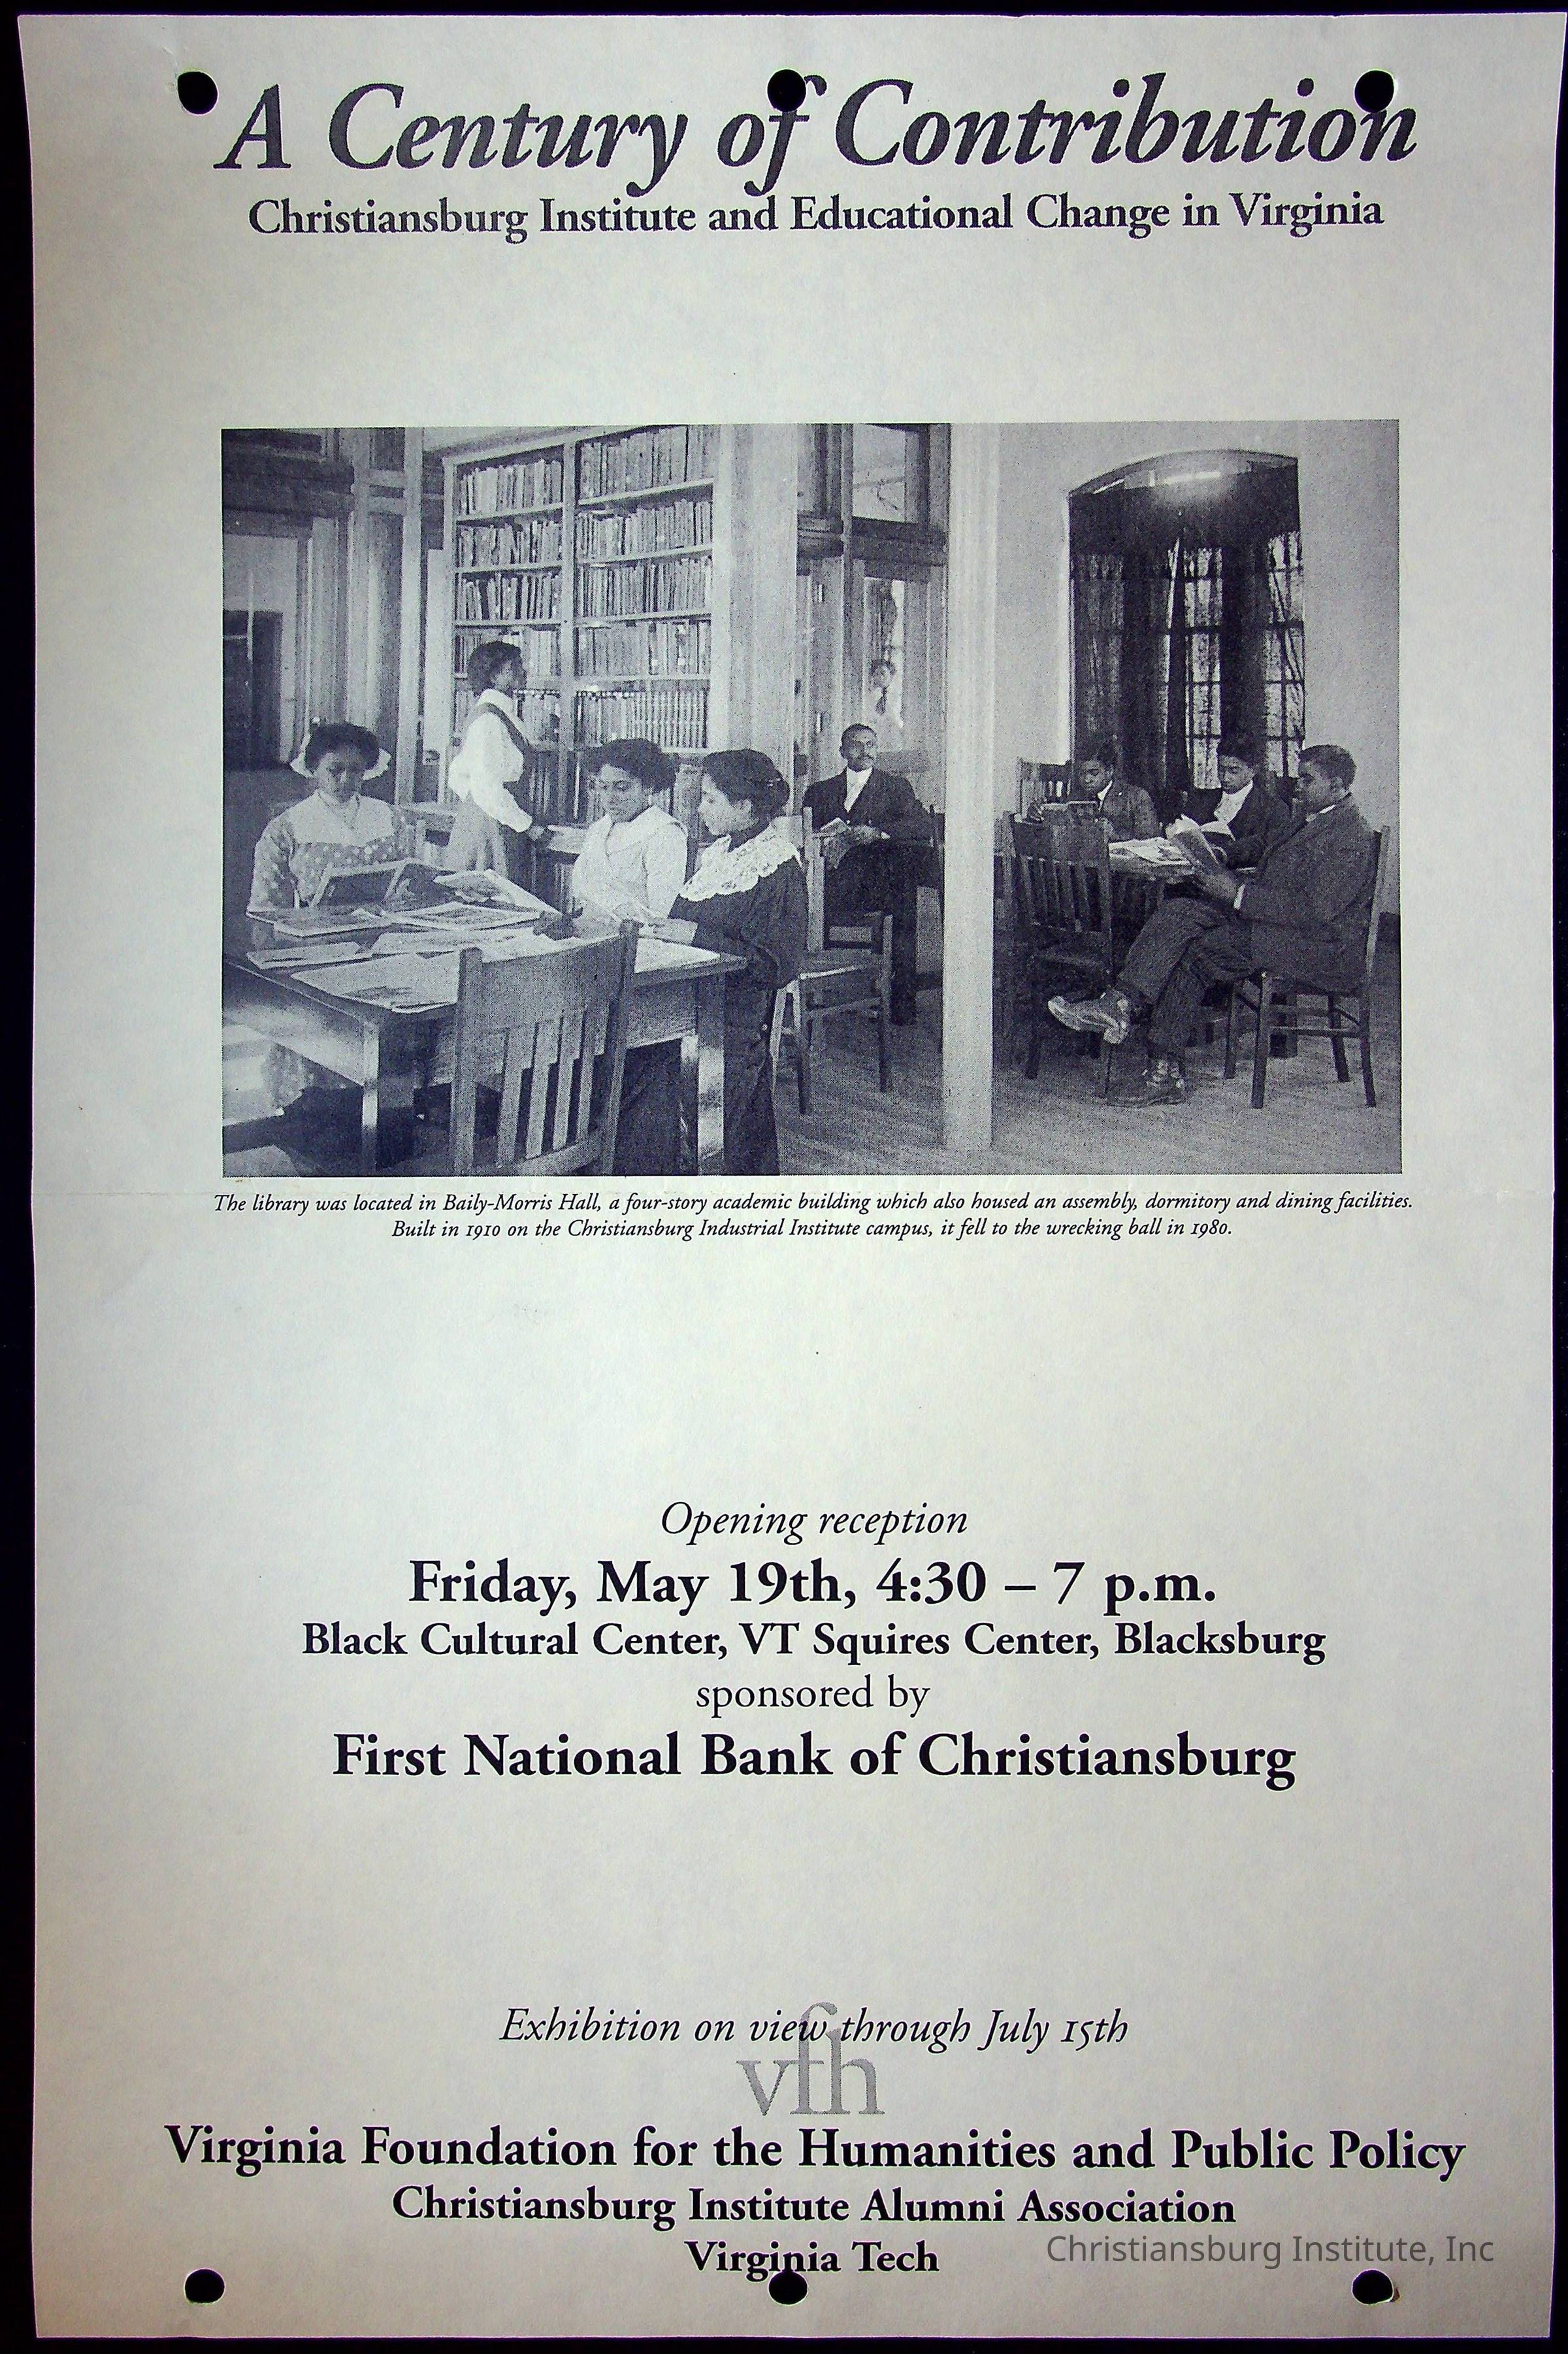 A Century of Contribution
Christiansburg Institute and Educational Change in Virginia
The library was located in Baily-Morris Hall, a four-story academic building which also housed an assembly, dormitory and dining facilities.
Built in 1910 on the Christiansburg Industrial Institute campus, it fell to the wrecking ball in 1980.
Opening reception
Friday, May 19th, 4:30 – 7 p.m.
Black Cultural Center, VT Squires Center, Blacksburg
sponsored by
First National Bank of Christiansburg
Exhibition on view through July 15th
vfh
Virginia Foundation for the Humanities and Public Policy
Christiansburg Institute Alumni Association
Virginia Tech
Christiansburg Institute, Inc